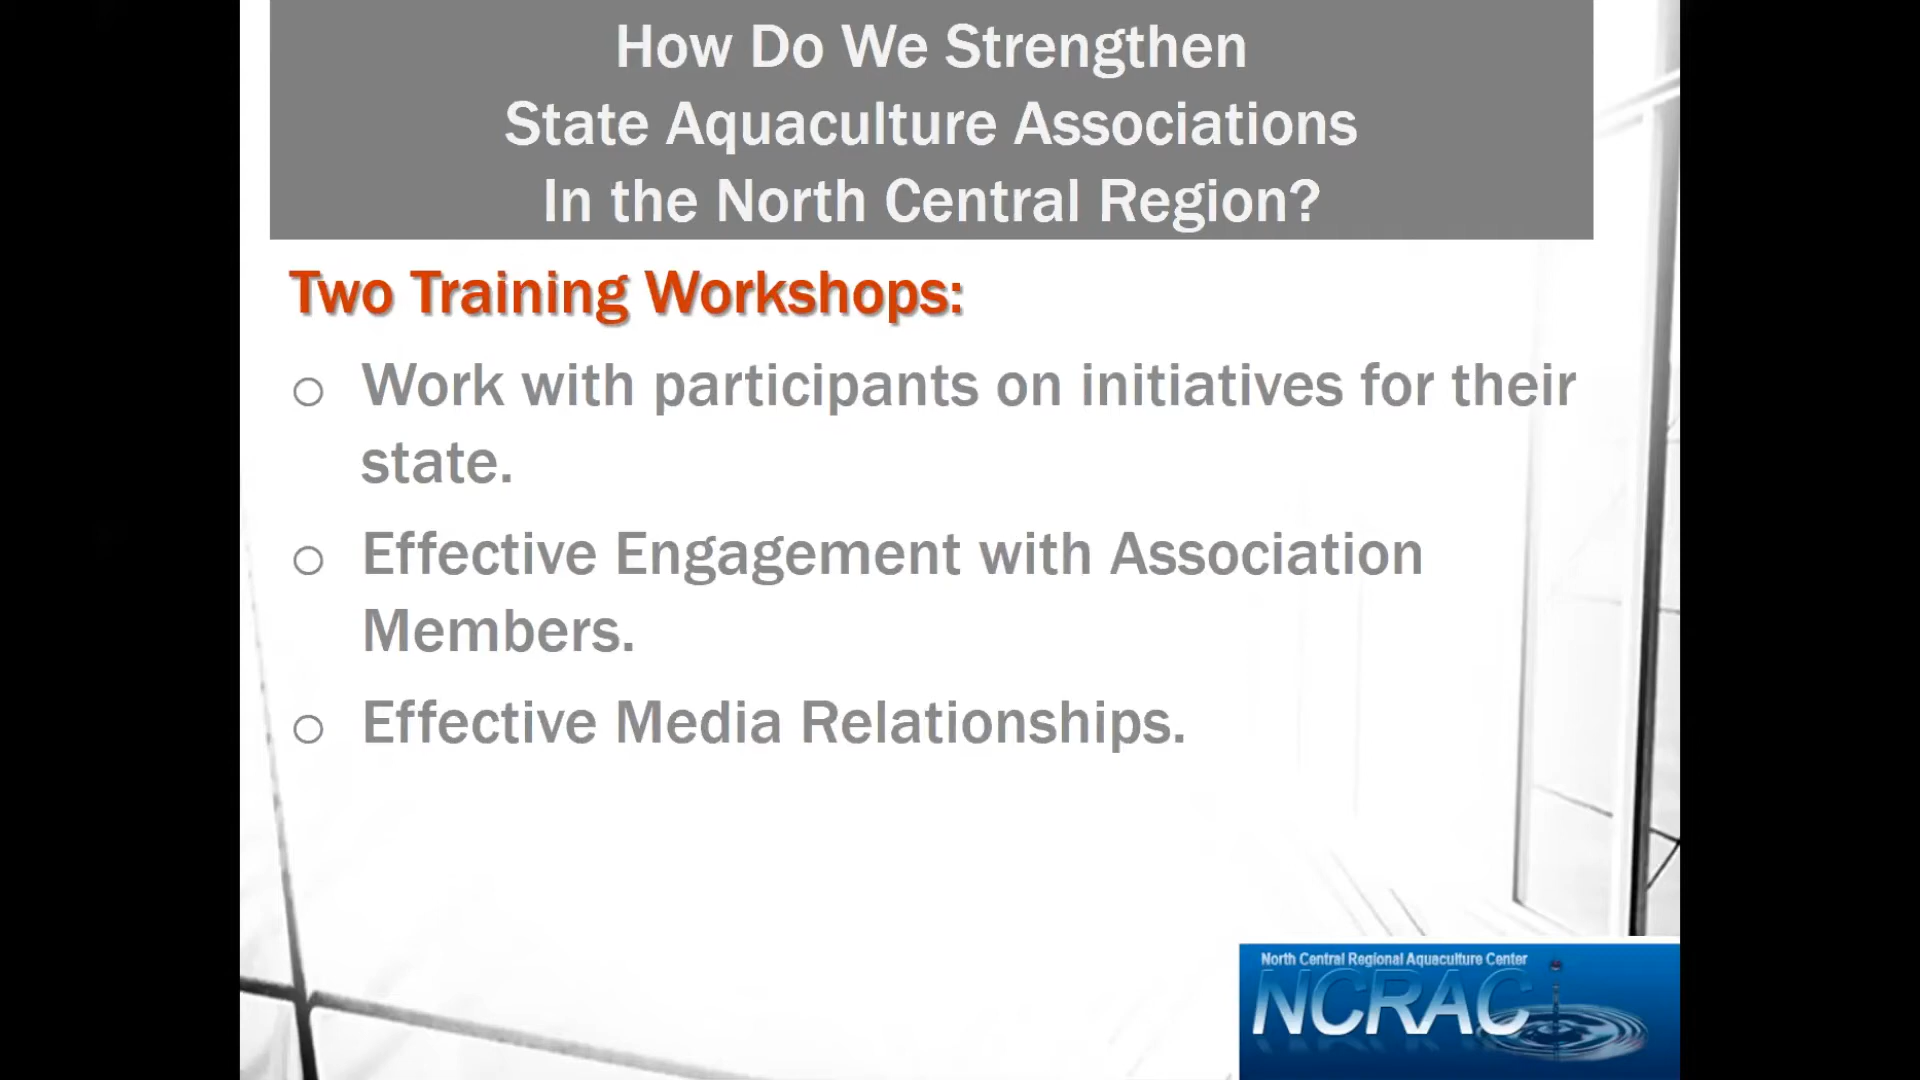 How Do We Strengthen
State Aquaculture Associations
In the North Central Region?
Two Training Workshops:
Work with participants on initiatives for their
state.
Effective Engagement with Association
Members.
Effective Media Relationships.
North Central Regional Aquaculture Center
NCRAC